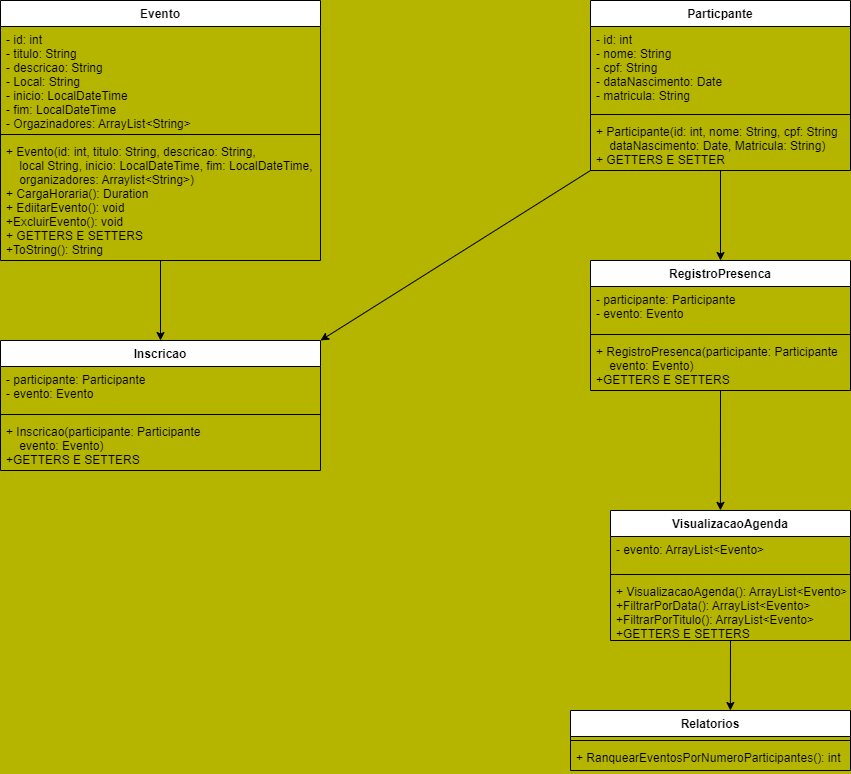 Evento
- id: int
- titulo: String
- descricao: String
- Local: String
- inicio: LocalDateTime
- fim: LocalDateTime
- Orgazinadores: ArrayList<String>
+ Evento(id: int, titulo: String, descricao: String,
local String, inicio: LocalDateTime, fim: LocalDateTime,
organizadores: Arraylist<String>)
+ CargaHoraria(): Duration
+ EdiitarEvento(): void
+ExcluirEvento(): void
+ GETTERS E SETTERS
+ToString(): String
Particpante
- id: int
- nome: String
- cpf: String
- dataNascimento: Date
- matricula: String
+ Participante(id: int, nome: String, cpf: String
dataNascimento: Date, Matricula: String)
+ GETTERS E SETTER
RegistroPresenca
- participante: Participante
- evento: Evento
+ RegistroPresenca(participante: Participante
evento: Evento)
+GETTERS E SETTERS
Inscricao
- participante: Participante
- evento: Evento
+ Inscricao(participante: Participante
evento: Evento)
+GETTERS E SETTERS
VisualizacaoAgenda
- evento: ArrayList<Evento>
+ VisualizacaoAgenda(): ArrayList<Evento>
+FiltrarPorData(): ArrayList<Evento>
+FiltrarPorTitulo(): ArrayList<Evento>
+GETTERS E SETTERS
Relatorios
+ RanquearEventosPorNumeroParticipantes(): int